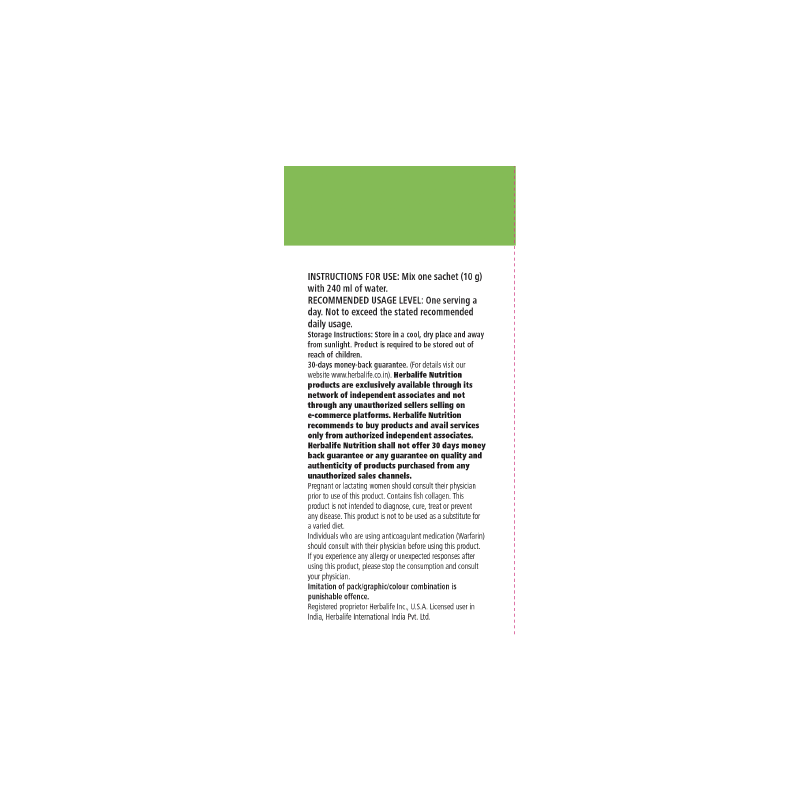 INSTRUCTIONS FOR USE: Mix one sachet (10 g)
with 240 ml of water.
RECOMMENDED USAGE LEVEL: One serving a
day. Not to exceed the stated recommended
daily usage.
Storage Instructions: Store in a cool, dry place and away
from sunlight. Product is required to be stored out of
reach of children.
30-days money-back guarantee. (For details visit our
website www.herbalife.co.in). Herbalife Nutrition
products are exclusively available through its
network of independent associates and not
through any unauthorized sellers selling on
e-commerce platforms. Herbalife Nutrition
recommends to buy products and avail services
only from authorized independent associates.
Herbalife Nutrition shall not offer 30 days money
back guarantee or any guarantee on quality and
authenticity of products purchased from any
unauthorized sales channels.
Pregnant or lactating women should consult their physician
prior to use of this product. Contains fish collagen. This
product is not intended to diagnose, cure, treat or prevent
any disease. This product is not to be used as a substitute for
a varied diet.
Individuals who are using anticoagulant medication (Warfarin)
should consult with their physician before using this product.
If you experience any allergy or unexpected responses after
using this product, please stop the consumption and consult
your physician.
Imitation of pack/graphic/colour combination is
punishable offence.
Registered proprietor Herbalife Inc., U.S.A. Licensed user in
India, Herbalife International India Pvt. Ltd.